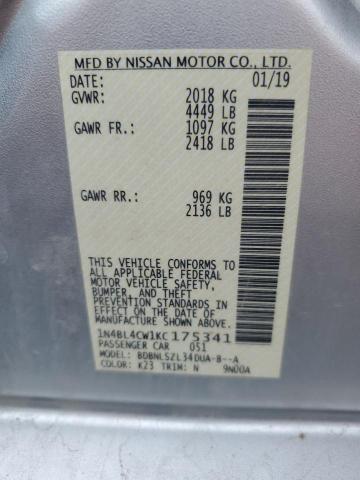 MFD BY NISSAN MOTOR CO., LTD.
DATE: 01/19
GVWR: 2018 KG
4449 LB
GAWR FR: 1097 KG
2418 LB
GAWR RR: 969 KG
2136 LB
THIS VEHICLE CONFORMS TO
ALL APPLICABLE FEDERAL
MOTOR VEHICLE SAFETY,
BUMPER, AND THEFT
PREVENTION STANDARDS
IN EFFECT ON THE DATE OF
MANUFACTURE SHOWN ABOVE.
1N4BL4CW1KC175341
PASSENGER CAR 051
MODEL: BDBNLSZL34DUA-B--A
COLOR: K23 TRIM: N 9N00A